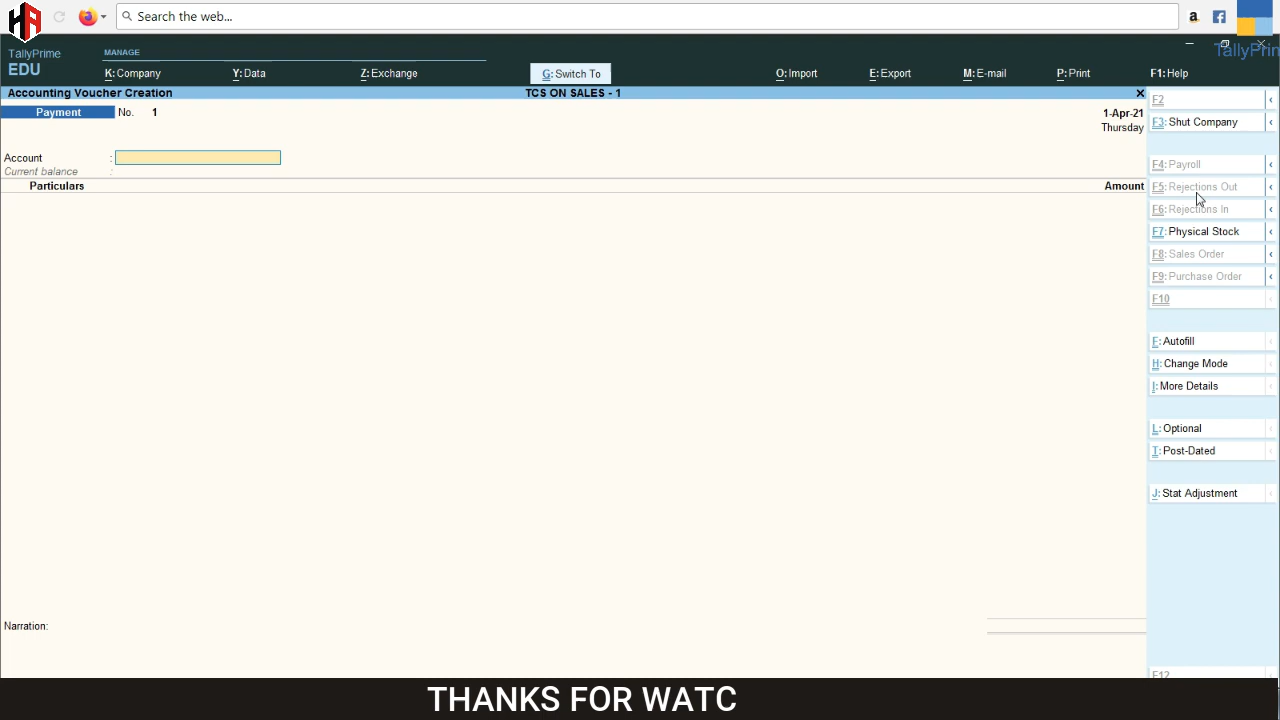 HA
Search the web...
a
f
TallyPrime
EDU
MANAGE
K: Company
Y: Data
Z: Exchange
G: Switch To
O: Import
E: Export
M: E-mail
P: Print
F1: Help
TallyPrim
Accounting Voucher Creation
TCS ON SALES - 1
Payment
No. 1
1-Apr-21
Thursday
Account :
Current balance :
Particulars
Amount
Narration:
F2
F3: Shut Company
F4: Payroll
F5: Rejections Out
F6: Rejections In
F7: Physical Stock
F8: Sales Order
F9: Purchase Order
F10
F: Autofill
H: Change Mode
I: More Details
L: Optional
T: Post-Dated
J: Stat Adjustment
F12
THANKS FOR WATC